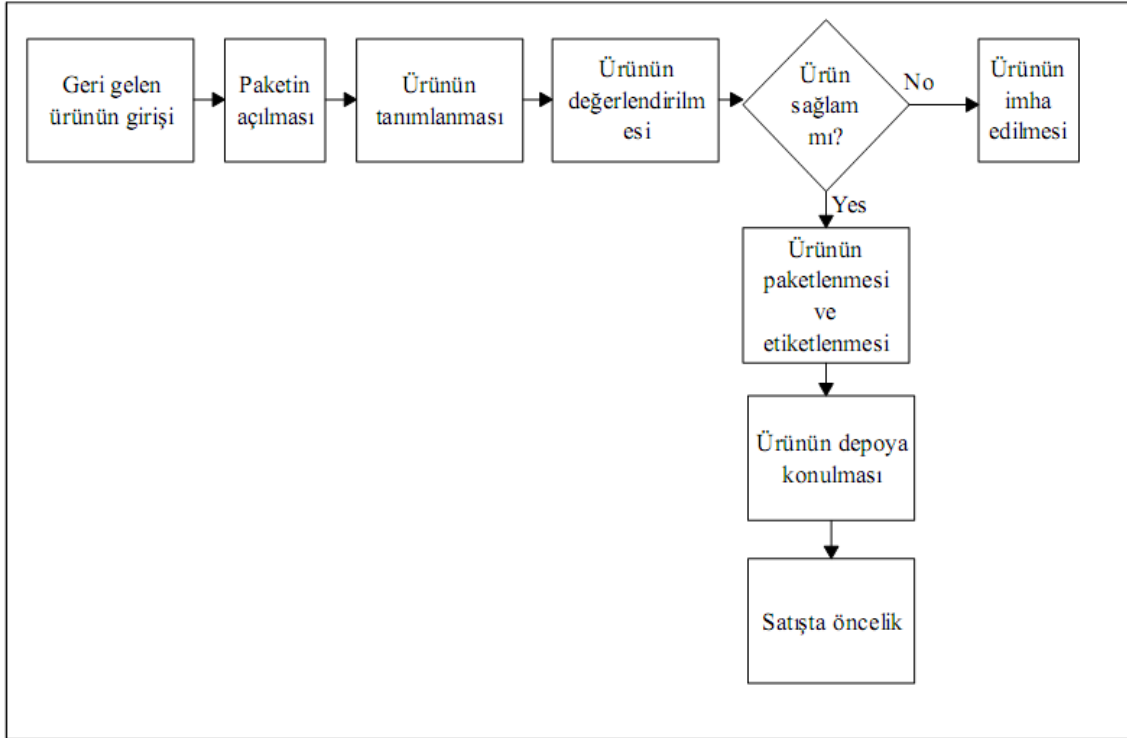 Geri gelen
ürünün girişi
Paketin
açılması
Ürünün
tanımlanması
Ürünün
değerlendirilm
esi
Ürün
sağlam
mı?
No
Ürünün
imha
edilmesi
Yes
Ürünün
paketlenmesi
ve
etiketlenmesi
Ürünün depoya
konulması
Satışta öncelik